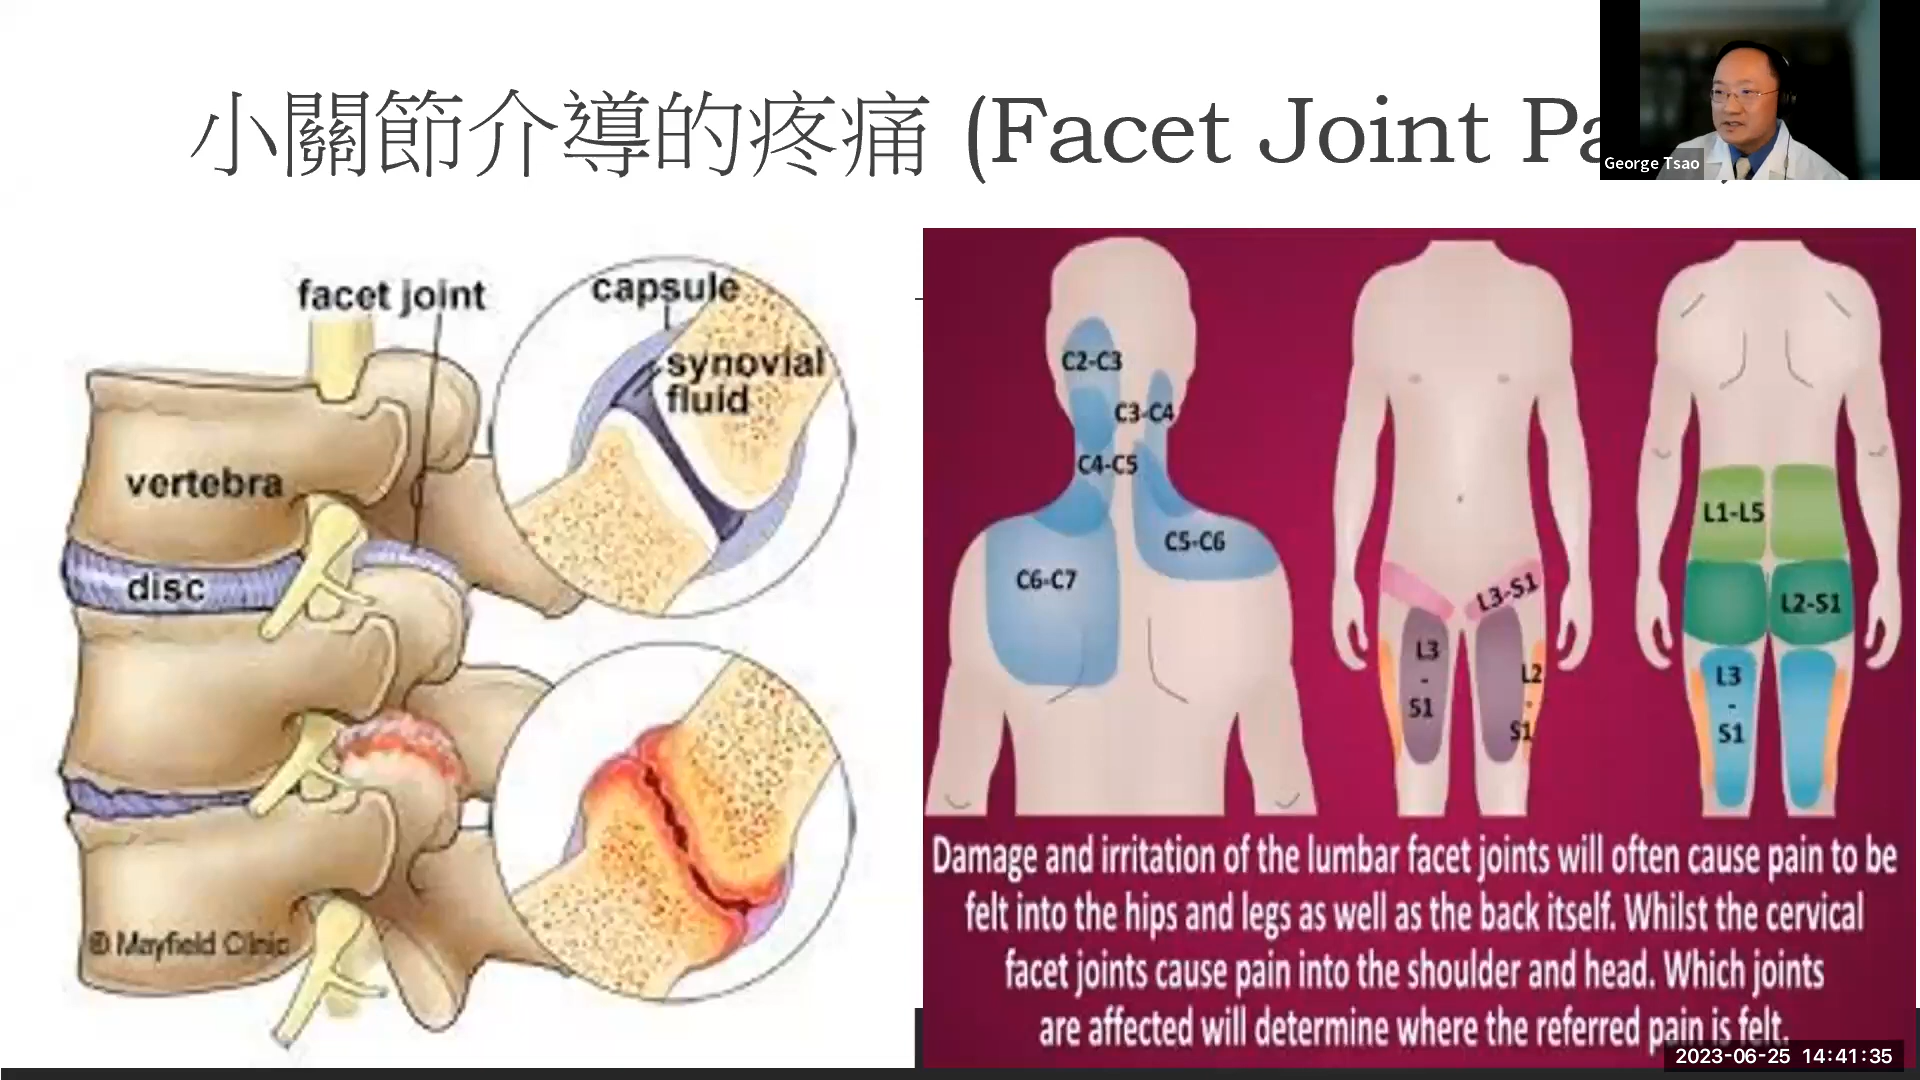 小關節介導的疼痛 (Facet Joint Pa
George Tsao
facet joint
capsule
synovial
fluid
vertebra
disc
© Mayfield Clinic
C2-C3
C3-C4
C4-C5
C5-C6
C6-C7
L3-S1
L3
-
S1
L2
-
S1
L1-L5
L2-S1
L3
-
S1
Damage and irritation of the lumbar facet joints will often cause pain to be
felt into the hips and legs as well as the back itself. Whilst the cervical
facet joints cause pain into the shoulder and head. Which joints
are affected will determine where the referred pain is felt.
2023-06-25 14:41:35